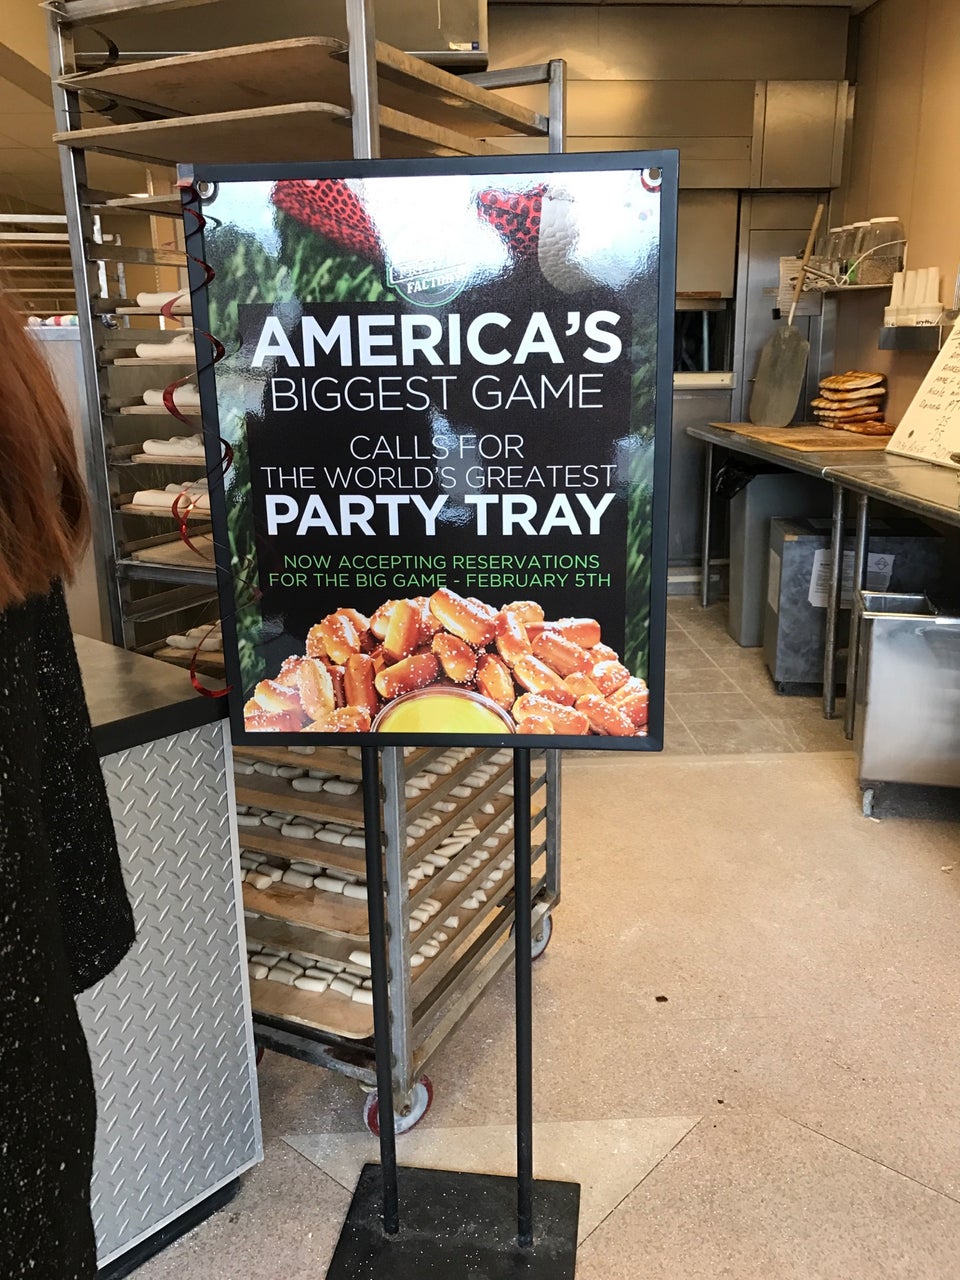 FACTORY
AMERICA'S
BIGGEST GAME
CALLS FOR
THE WORLD'S GREATEST
PARTY TRAY
NOW ACCEPTING RESERVATIONS
FOR THE BIG GAME - FEBRUARY 5TH